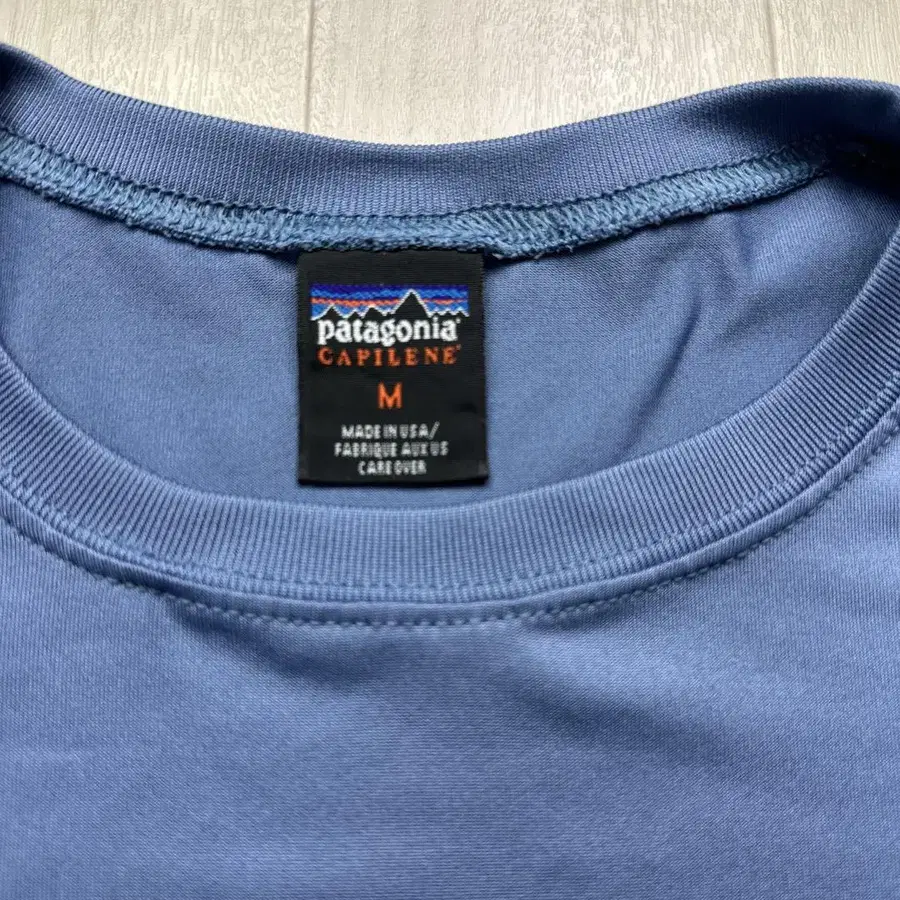 patagonia®
CAPILENE®
M
MADE IN USA/
FABRIQUE AUX US
CARE OVER